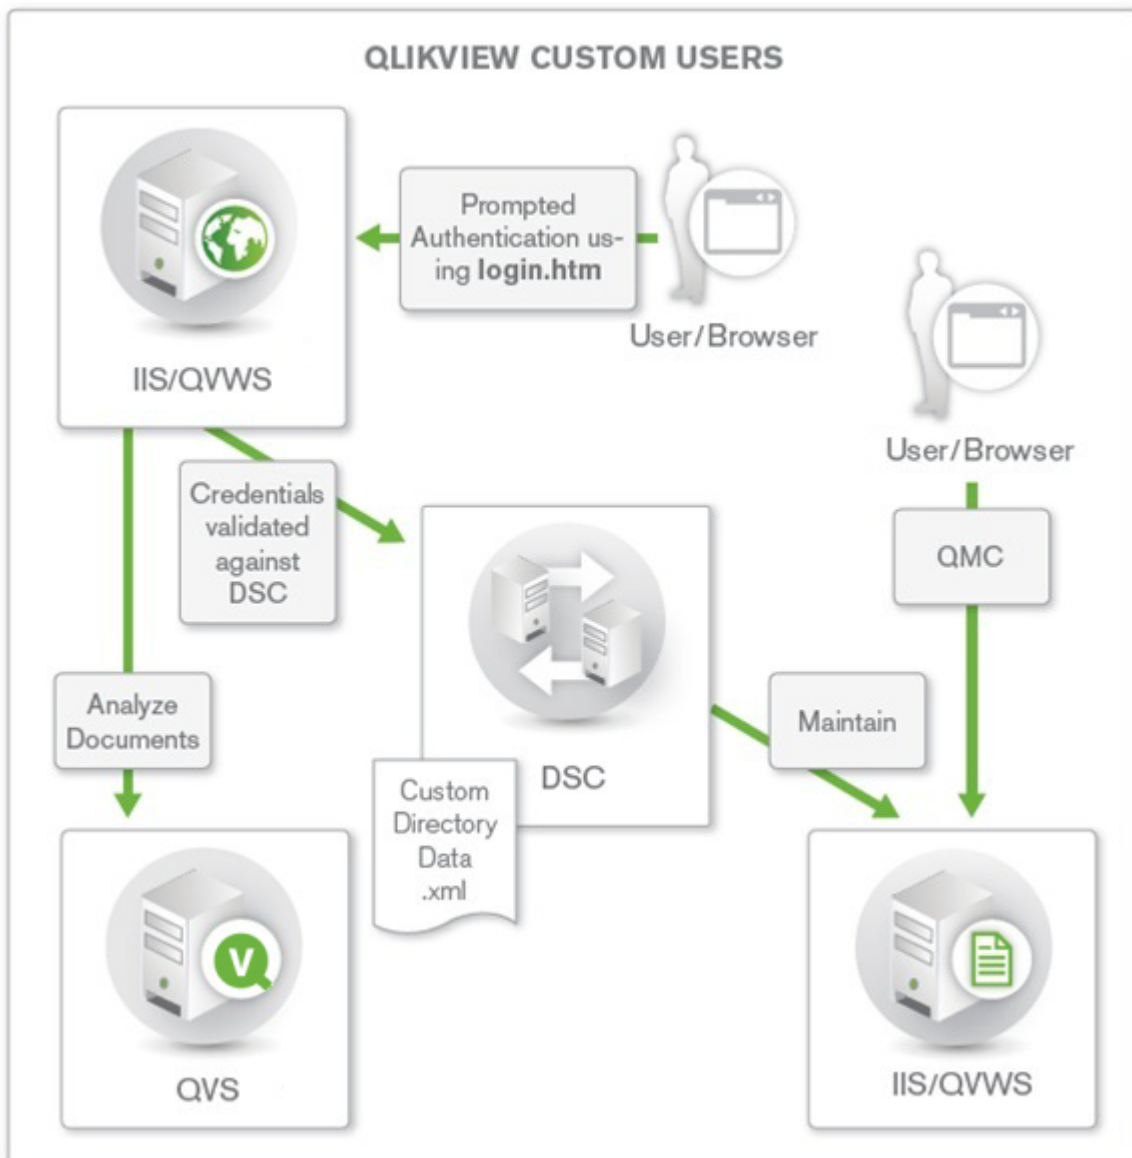 QLIKVIEW CUSTOM USERS
Prompted
Authentication us-
ing login.htm
User/Browser
IIS/QVWS
User/Browser
Credentials
validated
against
DSC
QMC
Analyze
Documents
Maintain
DSC
Custom
Directory
Data
.xml
V
QVS
IIS/QVWS